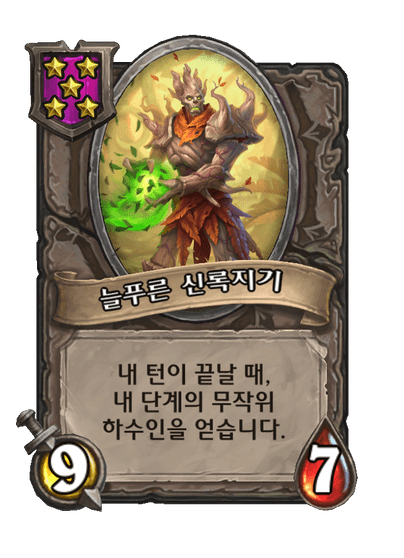 늘푸른 신록지기
내 턴이 끝날 때,
내 단계의 무작위
하수인을 얻습니다.
9
7